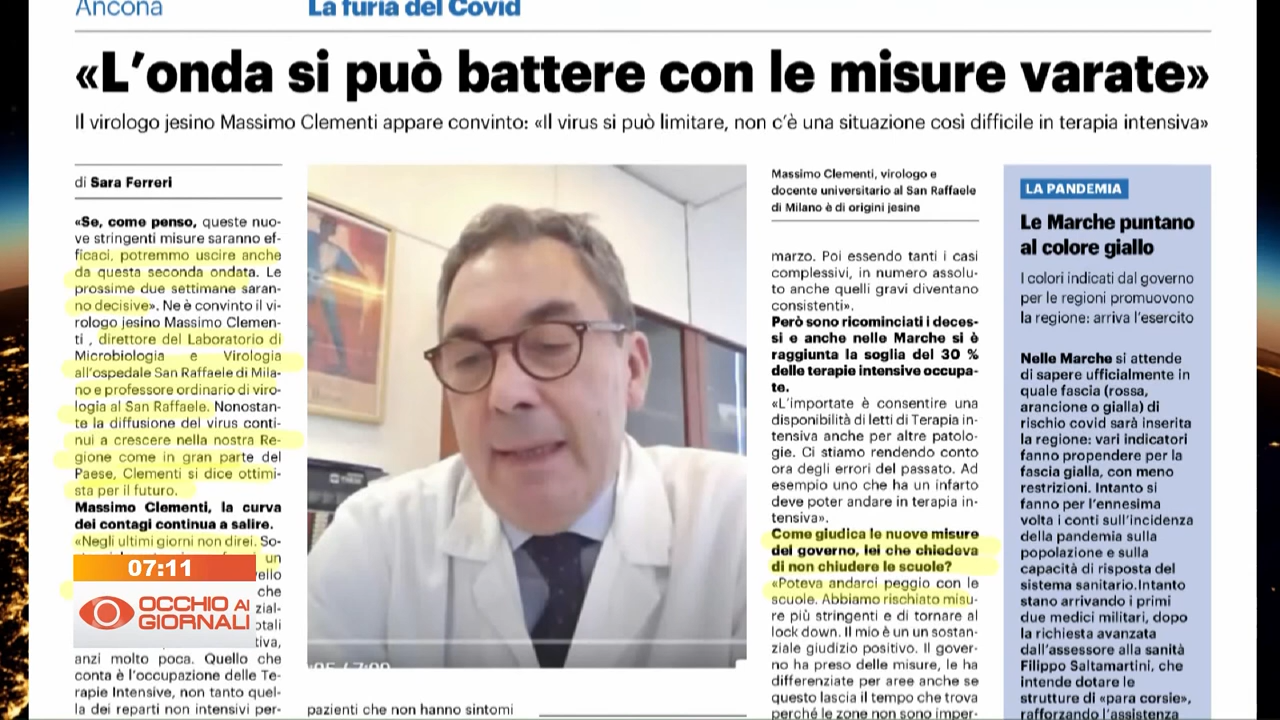 Ancona
La furia del Covid
«L'onda si può battere con le misure varate»
Il virologo jesino Massimo Clementi appare convinto: «Il virus si può limitare, non c'è una situazione così difficile in terapia intensiva»
di Sara Ferreri
«Se, come penso, queste nuo-
ve stringenti misure saranno ef-
ficaci, potremmo uscire anche
da questa seconda ondata. Le
prossime due settimane saran-
no decisive». Ne è convinto il vi-
rologo jesino Massimo Clemen-
ti , direttore del Laboratorio di
Microbiologia e Virologia
all'ospedale San Raffaele di Mila-
no e professore ordinario di viro-
logia al San Raffaele. Nonostan-
te la diffusione del virus conti-
nui a crescere nella nostra Re-
gione come in gran parte del
Paese, Clementi si dice ottimi-
sta per il futuro.
Massimo Clementi, la curva
dei contagi continua a salire.
«Negli ultimi giorni non direi. So-
un
che
anzi molto poca. Quello che
conta è l'occupazione delle Te-
rapie Intensive, non tanto quel-
la dei reparti non intensivi per-
07:11
OCCHIO AI
GIORNALI
pazienti che non hanno sintomi
Massimo Clementi, virologo e
docente universitario al San Raffaele
di Milano è di origini jesine
marzo. Poi essendo tanti i casi
complessivi, in numero assolu-
to anche quelli gravi diventano
consistenti».
Però sono ricominciati i deces-
si e anche nelle Marche si è
raggiunta la soglia del 30 %
delle terapie intensive occupa-
te.
«L'importate è consentire una
disponibilità di letti di Terapia in-
tensiva anche per altre patolo-
gie. Ci stiamo rendendo conto
ora degli errori del passato. Ad
esempio uno che ha un infarto
deve poter andare in terapia in-
tensiva».
Come giudica le nuove misure
del governo, lei che chiedeva
di non chiudere le scuole?
«Poteva andarci peggio con le
scuole. Abbiamo rischiato misu-
re più stringenti e di tornare al
lock down. Il mio è un un sostan-
ziale giudizio positivo. Il gover-
no ha preso delle misure, le ha
differenziate per aree anche se
questo lascia il tempo che trova
perché le zone non sono imper-
LA PANDEMIA
Le Marche puntano
al colore giallo
I colori indicati dal governo
per le regioni promuovono
la regione: arriva l'esercito
Nelle Marche si attende
di sapere ufficialmente in
quale fascia (rossa,
arancione o gialla) di
rischio covid sarà inserita
la regione: vari indicatori
fanno propendere per la
fascia gialla, con meno
restrizioni. Intanto si
fanno per l'ennesima
volta i conti sull'incidenza
della pandemia sulla
popolazione e sulla
capacità di risposta del
sistema sanitario.Intanto
stano arrivando i primi
due medici militari, dopo
la richiesta avanzata
dall'assessore alla sanità
Filippo Saltamartini, che
intende dotare le
strutture di «para corsie»,
rafforzando l'assistenza